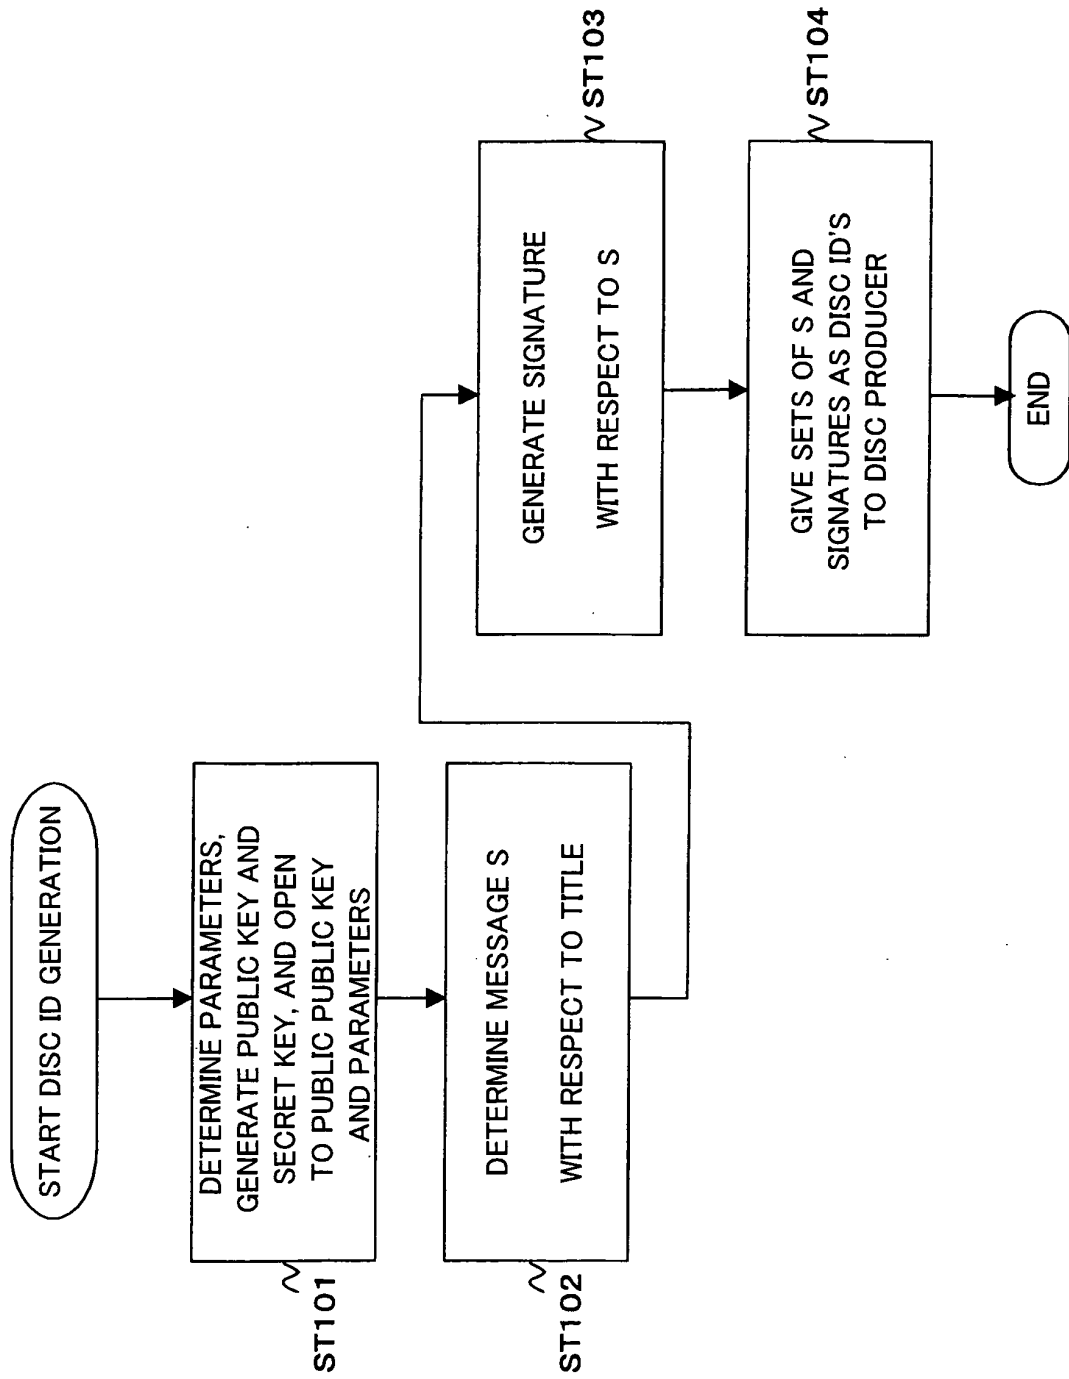 START DISC ID GENERATION
DETERMINE PARAMETERS,
GENERATE PUBLIC KEY AND
SECRET KEY, AND OPEN
TO PUBLIC PUBLIC KEY
AND PARAMETERS
ST101
DETERMINE MESSAGE S
WITH RESPECT TO TITLE
ST102
GENERATE SIGNATURE
WITH RESPECT TO S
ST103
GIVE SETS OF S AND
SIGNATURES AS DISC ID'S
TO DISC PRODUCER
ST104
END